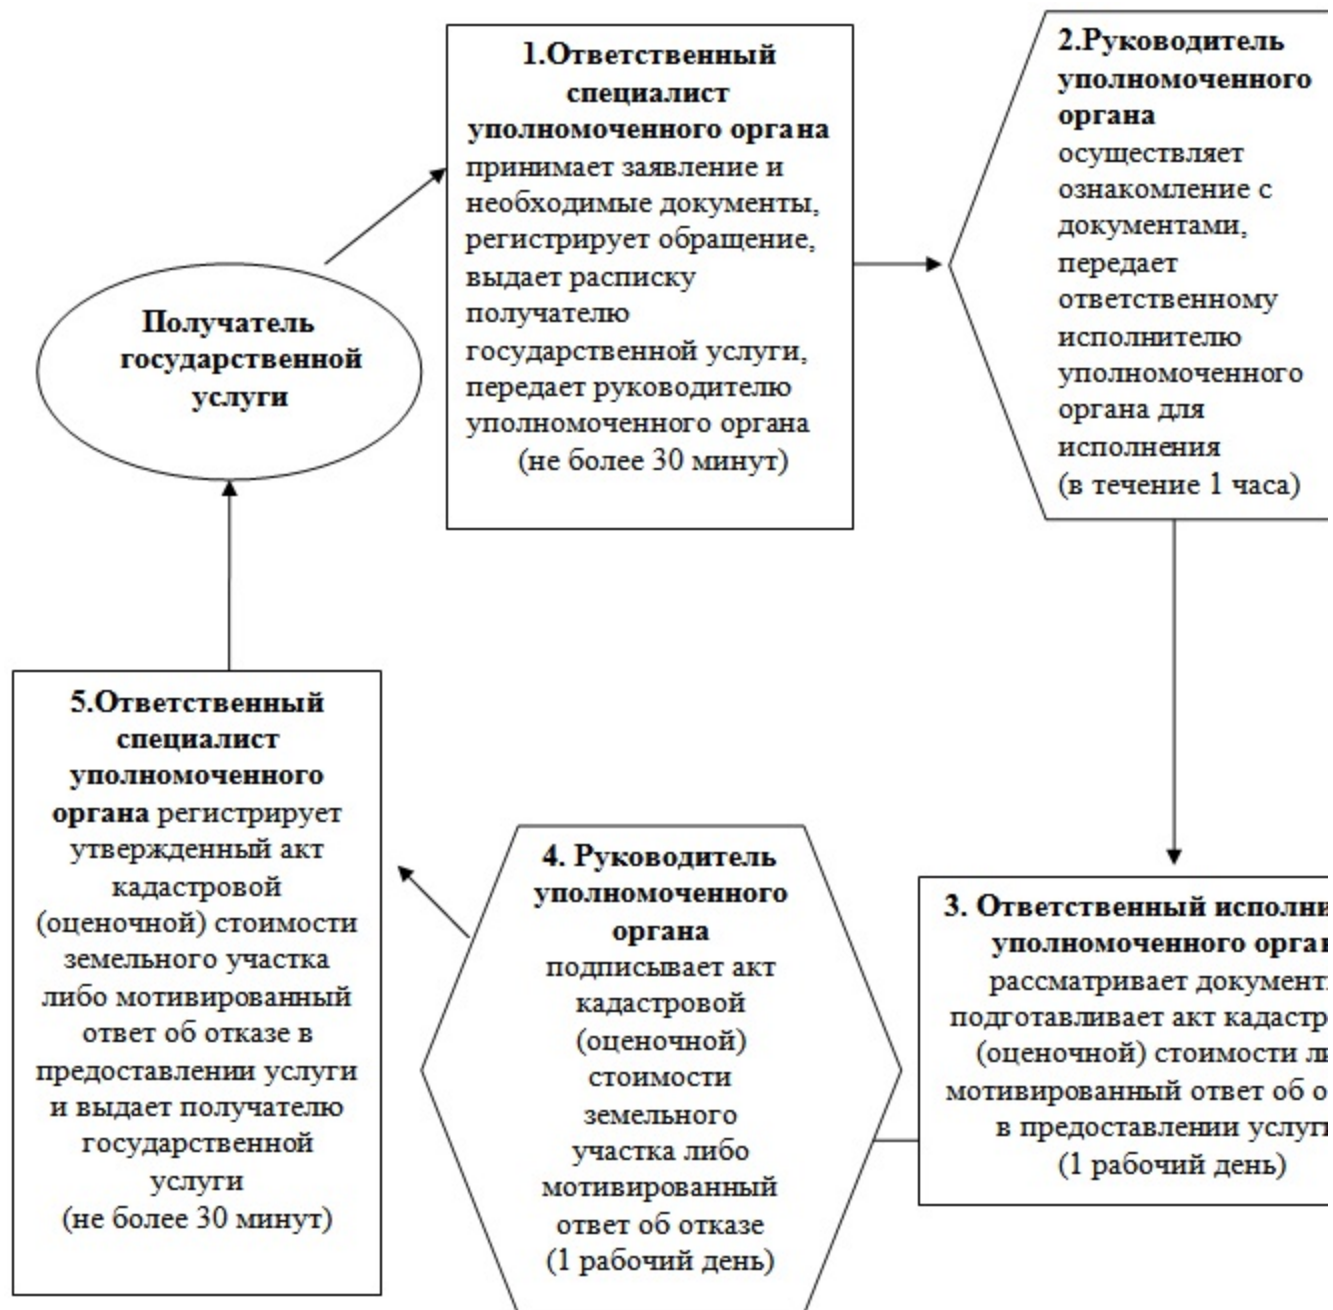 1.Ответственный
специалист
уполномоченного органа
принимает заявление и
необходимые документы,
регистрирует обращение,
выдает расписку
получателю
государственной услуги,
передает руководителю
уполномоченного органа
(не более 30 минут)
2.Руководитель
уполномоченного
органа
осуществляет
ознакомление с
документами,
передает
ответственному
исполнителю
уполномоченного
органа для
исполнения
(в течение 1 часа)
Получатель
государственной
услуги
5.Ответственный
специалист
уполномоченного
органа регистрирует
утвержденный акт
кадастровой
(оценочной) стоимости
земельного участка
либо мотивированный
ответ об отказе в
предоставлении услуги
и выдает получателю
государственной
услуги
(не более 30 минут)
4. Руководитель
уполномоченного
органа
подписывает акт
кадастровой
(оценочной)
стоимости
земельного
участка либо
мотивированный
ответ об отказе
(1 рабочий день)
3. Ответственный
уполномоченного
рассматривает
подготавливает акт
(оценочной) стоимости
мотивированный ответ об
в предоставлении
(1 рабочий день)